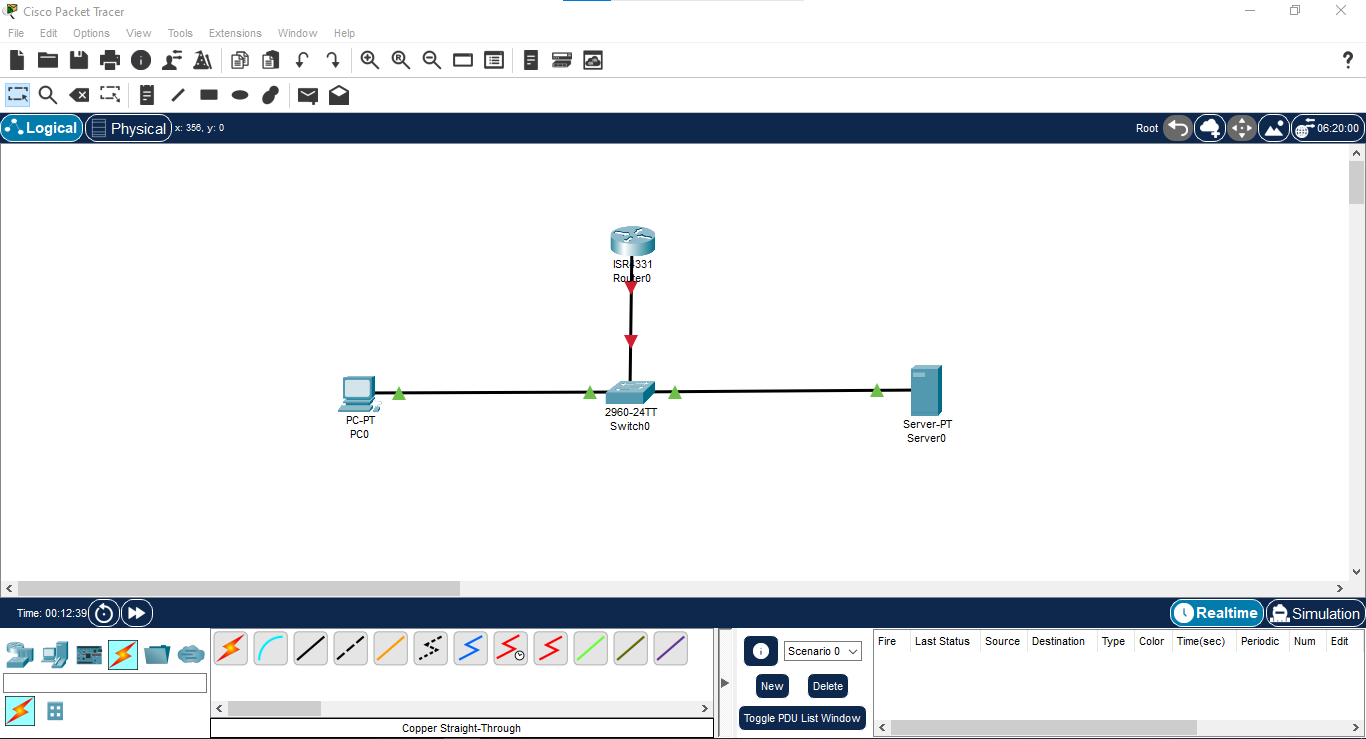 Cisco Packet Tracer
File Edit Options View Tools Extensions Window Help
Logical Physical x: 356, y: 0 Root 06:20:00
ISR4331
Router0
PC-PT
PC0
2960-24TT
Switch0
Server-PT
Server0
Time: 00:12:39 Realtime Simulation
Scenario 0
New Delete
Toggle PDU List Window
Fire Last Status Source Destination Type Color Time(sec) Periodic Num Edit
Copper Straight-Through